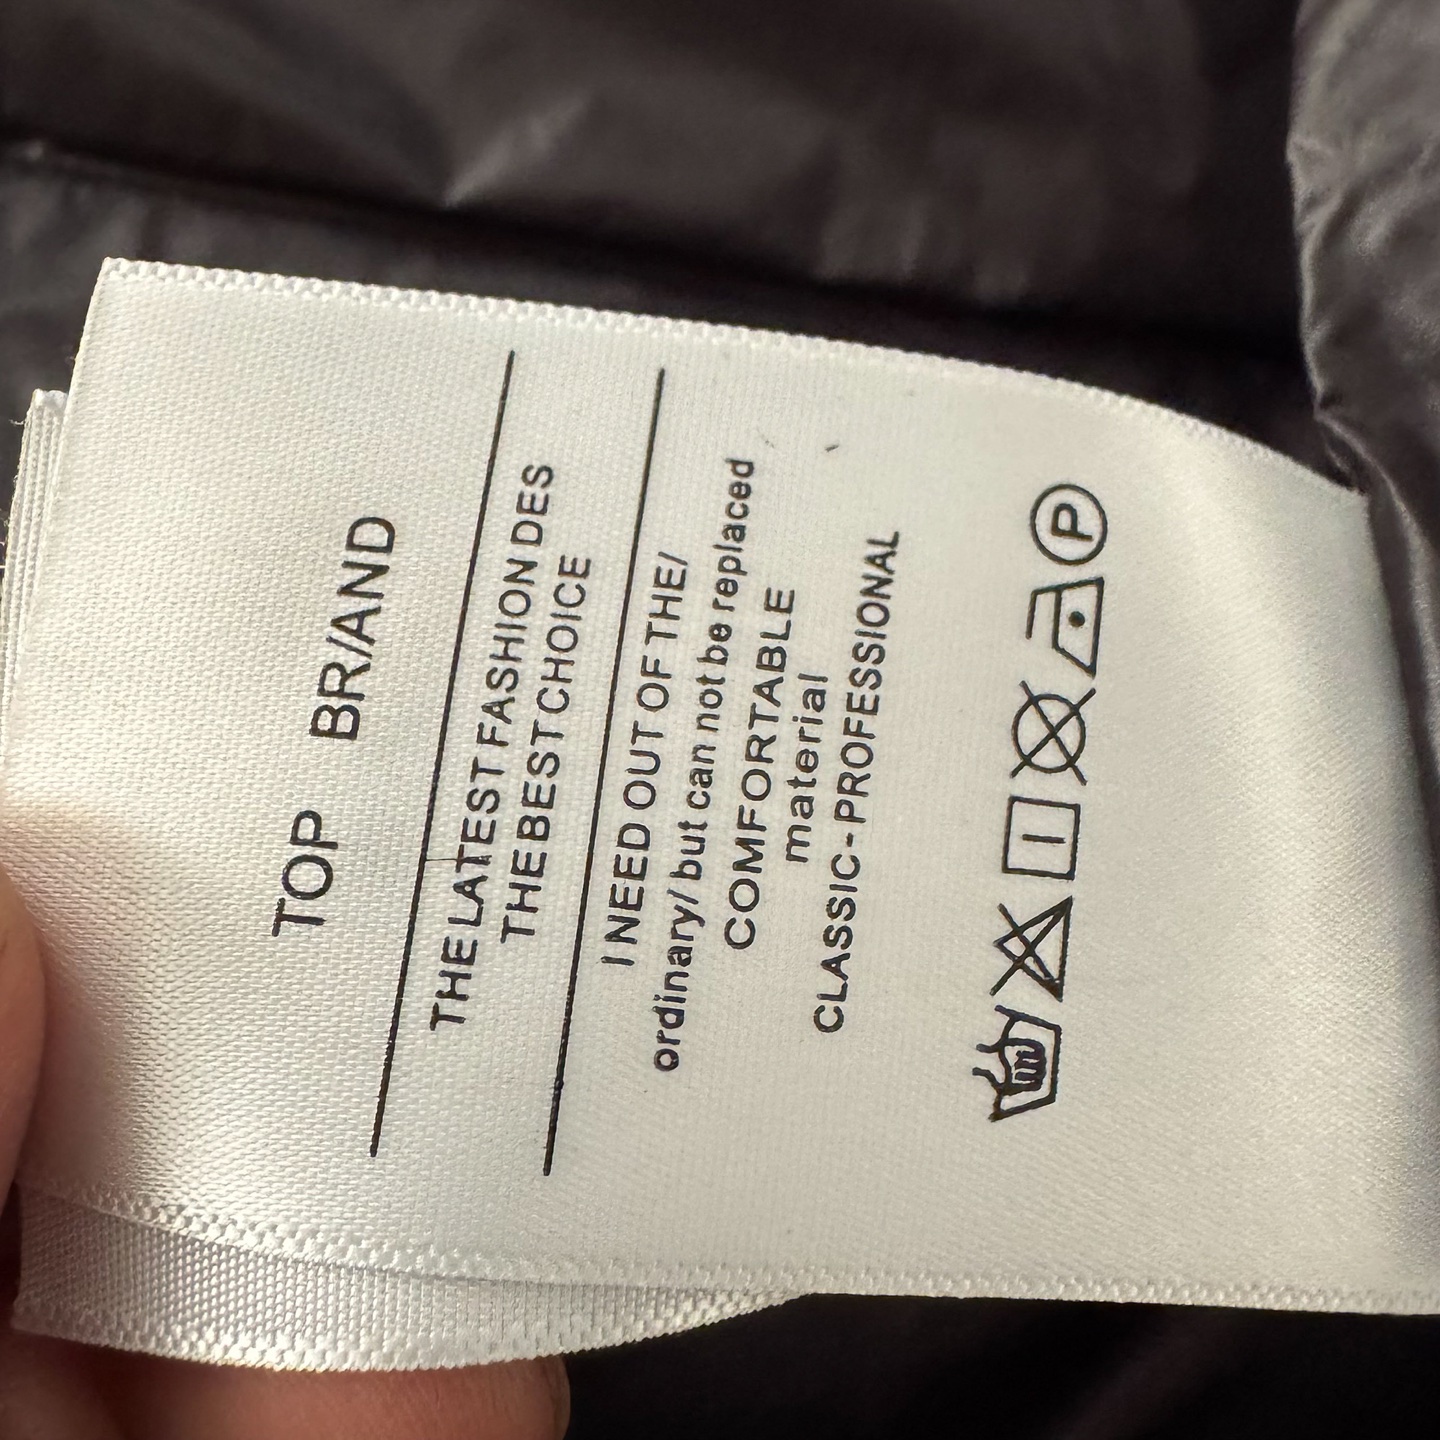 TOP BR/AND
THE LATEST FASHION DES
THE BEST CHOICE
I NEED OUT OF THE/
ordinary/ but can not be replaced
COMFORTABLE
material
CLASSIC-PROFESSIONAL
P